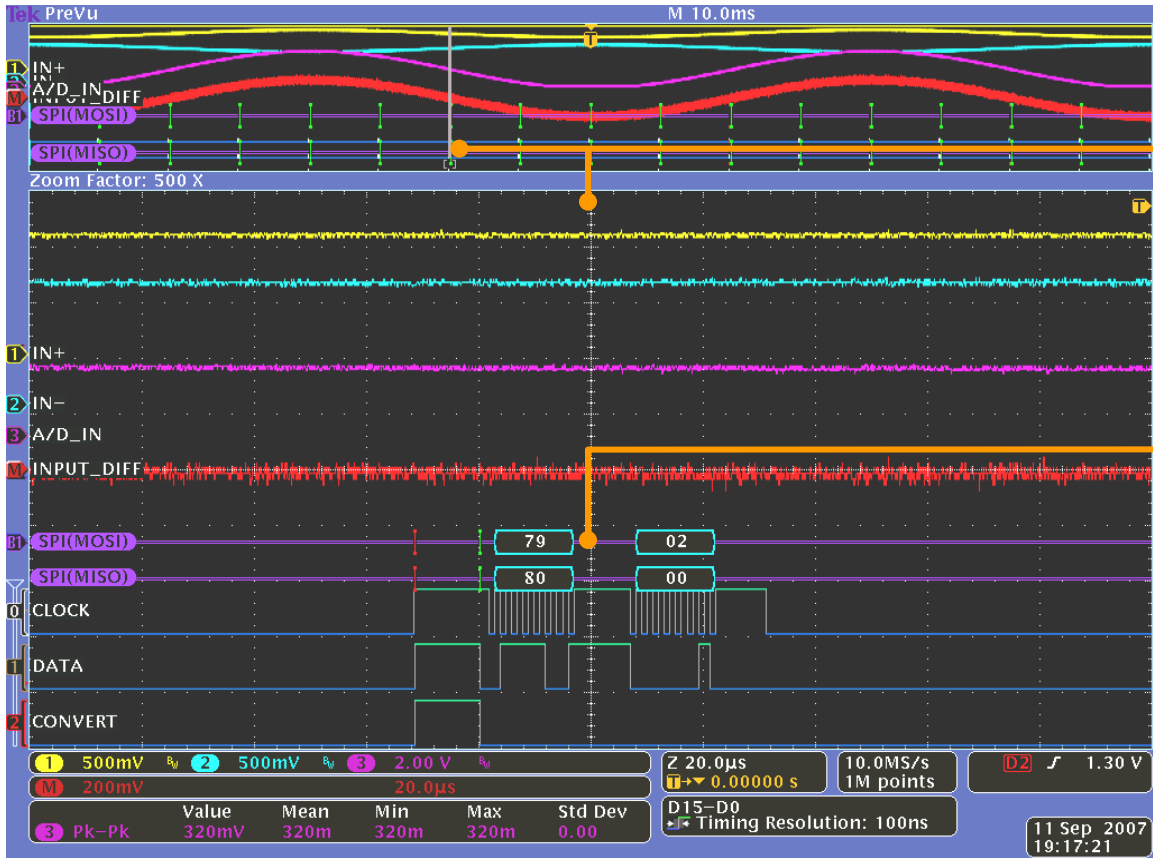 Tek PreVu M 10.0ms
T
1 IN+
A/D_IN
M INPUT_DIFF
B1 SPI(MOSI)
SPI(MISO)
Zoom Factor: 500 X
T
1 IN+
2 IN-
3 A/D_IN
M INPUT_DIFF
B1 SPI(MOSI) 79 02
SPI(MISO) 80 00
0 CLOCK
1 DATA
2 CONVERT
1 500mV BW 2 500mV BW 3 2.00 V BW Z 20.0µs 10.0MS/s D2 1.30 V
M 200mV 20.0µs T→▼0.00000 s 1M points
Value Mean Min Max Std Dev D15-D0
3 Pk-Pk 320mV 320m 320m 320m 0.00 Timing Resolution: 100ns
11 Sep 2007
19:17:21